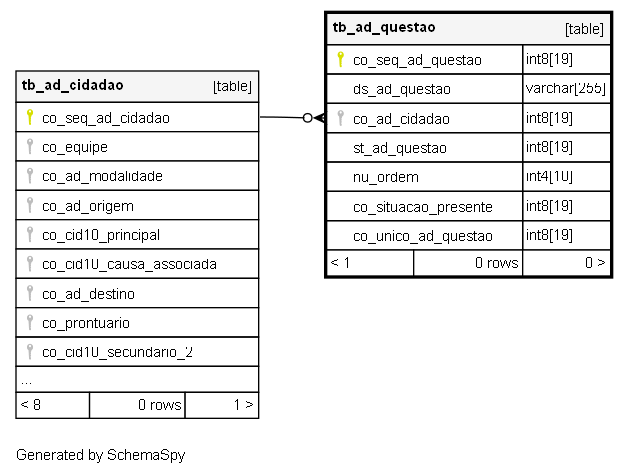 tb_ad_questao [table]
co_seq_ad_questao int8[19]
ds_ad_questao varchar[255]
co_ad_cidadao int8[19]
st_ad_questao int8[19]
nu_ordem int4[10]
co_situacao_presente int8[19]
co_unico_ad_questao int8[19]
< 1 0 rows 0 >
tb_ad_cidadao [table]
co_seq_ad_cidadao
co_equipe
co_ad_modalidade
co_ad_origem
co_cid10_principal
co_cid10_causa_associada
co_ad_destino
co_prontuario
co_cid10_secundario_2
...
< 8 0 rows 1 >
Generated by SchemaSpy